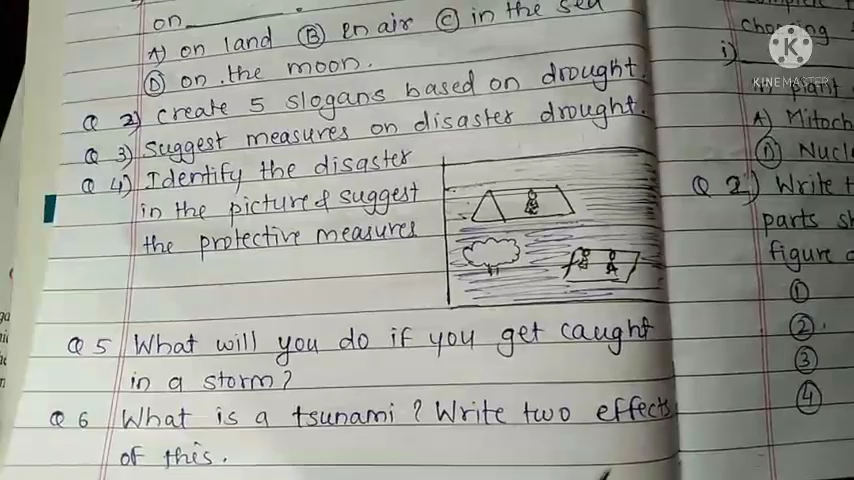 on ________.
A) on land B) en air C) in the sea
D) on the moon.
Q 2) create 5 slogans based on drought.
Q 3) suggest measures on disaster drought.
Q 4) Identify the disaster
in the picture & suggest
the protective measures
Q 5 What will you do if you get caught
in a storm?
Q 6 What is a tsunami? Write two effects
of this.
i)
A) Mitoch
D) Nucle
Q 2) Write t
parts sh
figure
1
2
3
4
KINEMASTER